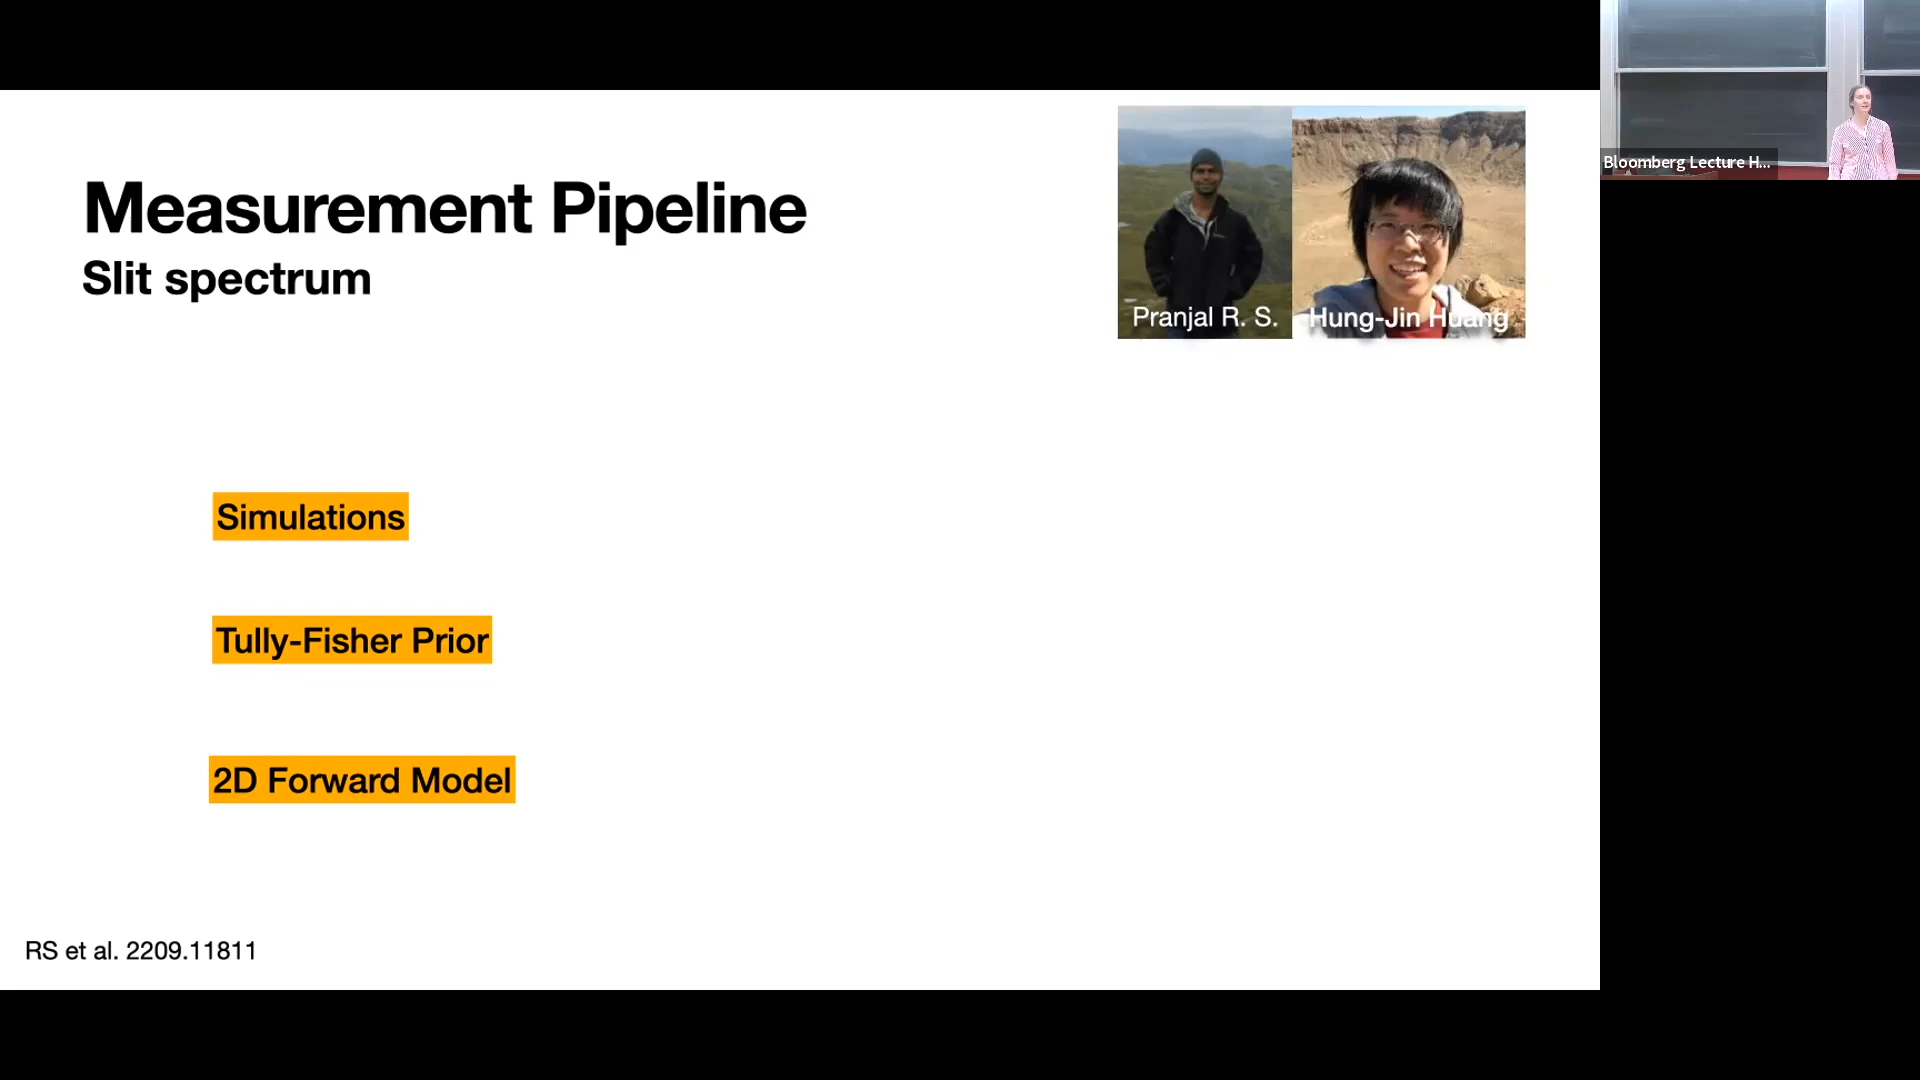 Measurement Pipeline
Slit spectrum
Pranjal R. S.
Hung-Jin Huang
Bloomberg Lecture H...
Simulations
Tully-Fisher Prior
2D Forward Model
RS et al. 2209.11811